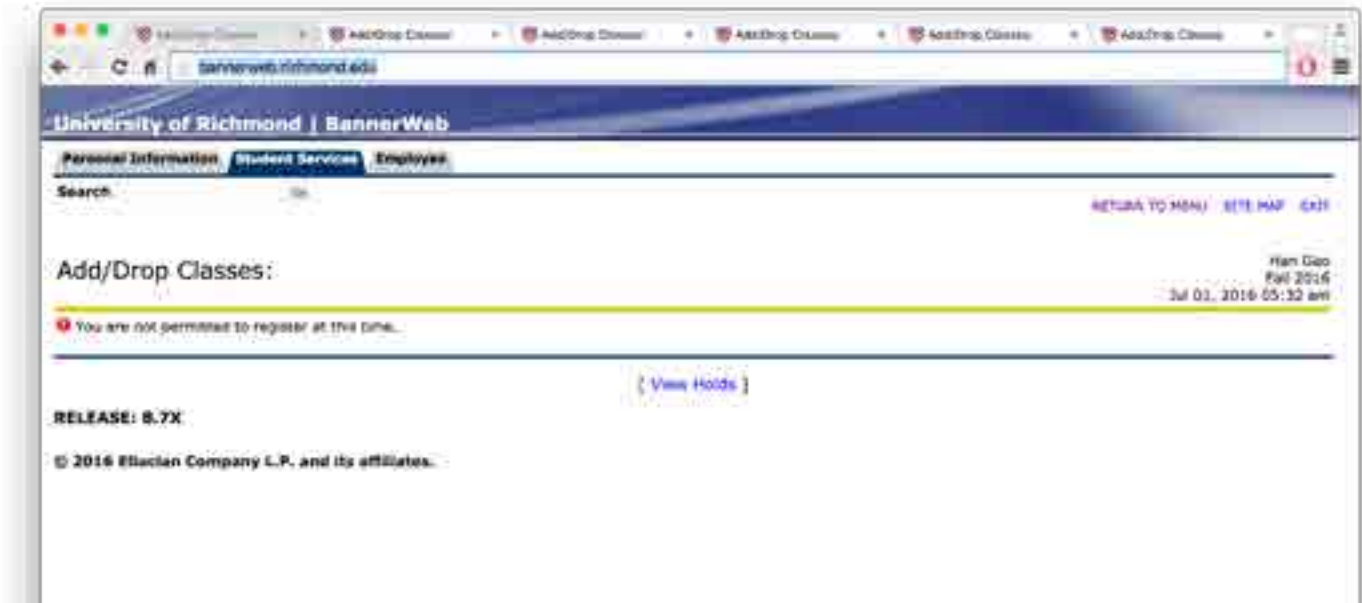 Add/Drop Classes
Add/Drop Classes
Add/Drop Classes
Add/Drop Classes
Add/Drop Classes
Add/Drop Classes
bannerweb.richmond.edu
University of Richmond | BannerWeb
Personal Information Student Services Employee
Search Go
RETURN TO MENU SITE MAP EXIT
Add/Drop Classes:
Han Gao
Fall 2016
Jul 01, 2016 05:32 am
You are not permitted to register at this time.
[ View Holds ]
RELEASE: 8.7X
© 2016 Ellucian Company L.P. and its affiliates.